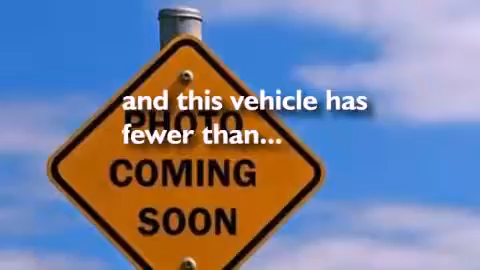 and this vehicle has
PHOTO
fewer than...
COMING
SOON